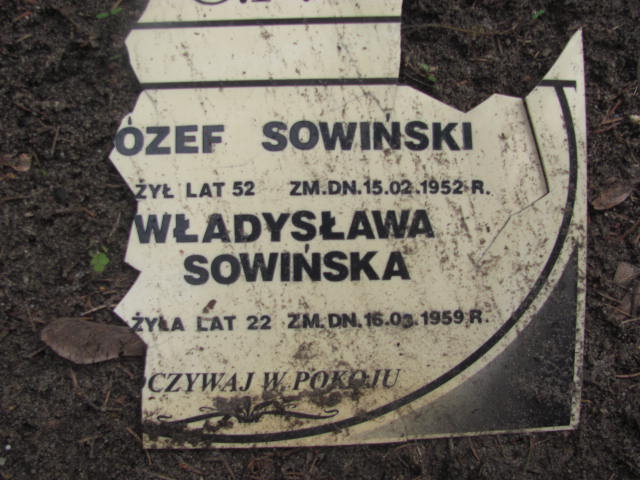 ÓZEF SOWIŃSKI
ŻYŁ LAT 52 ZM.DN.15.02.1952 R.
WŁADYSŁAWA
SOWIŃSKA
ŻYŁA LAT 22 ZM.DN.16.03.1959 R.
OCZYWAJ W POKOJU